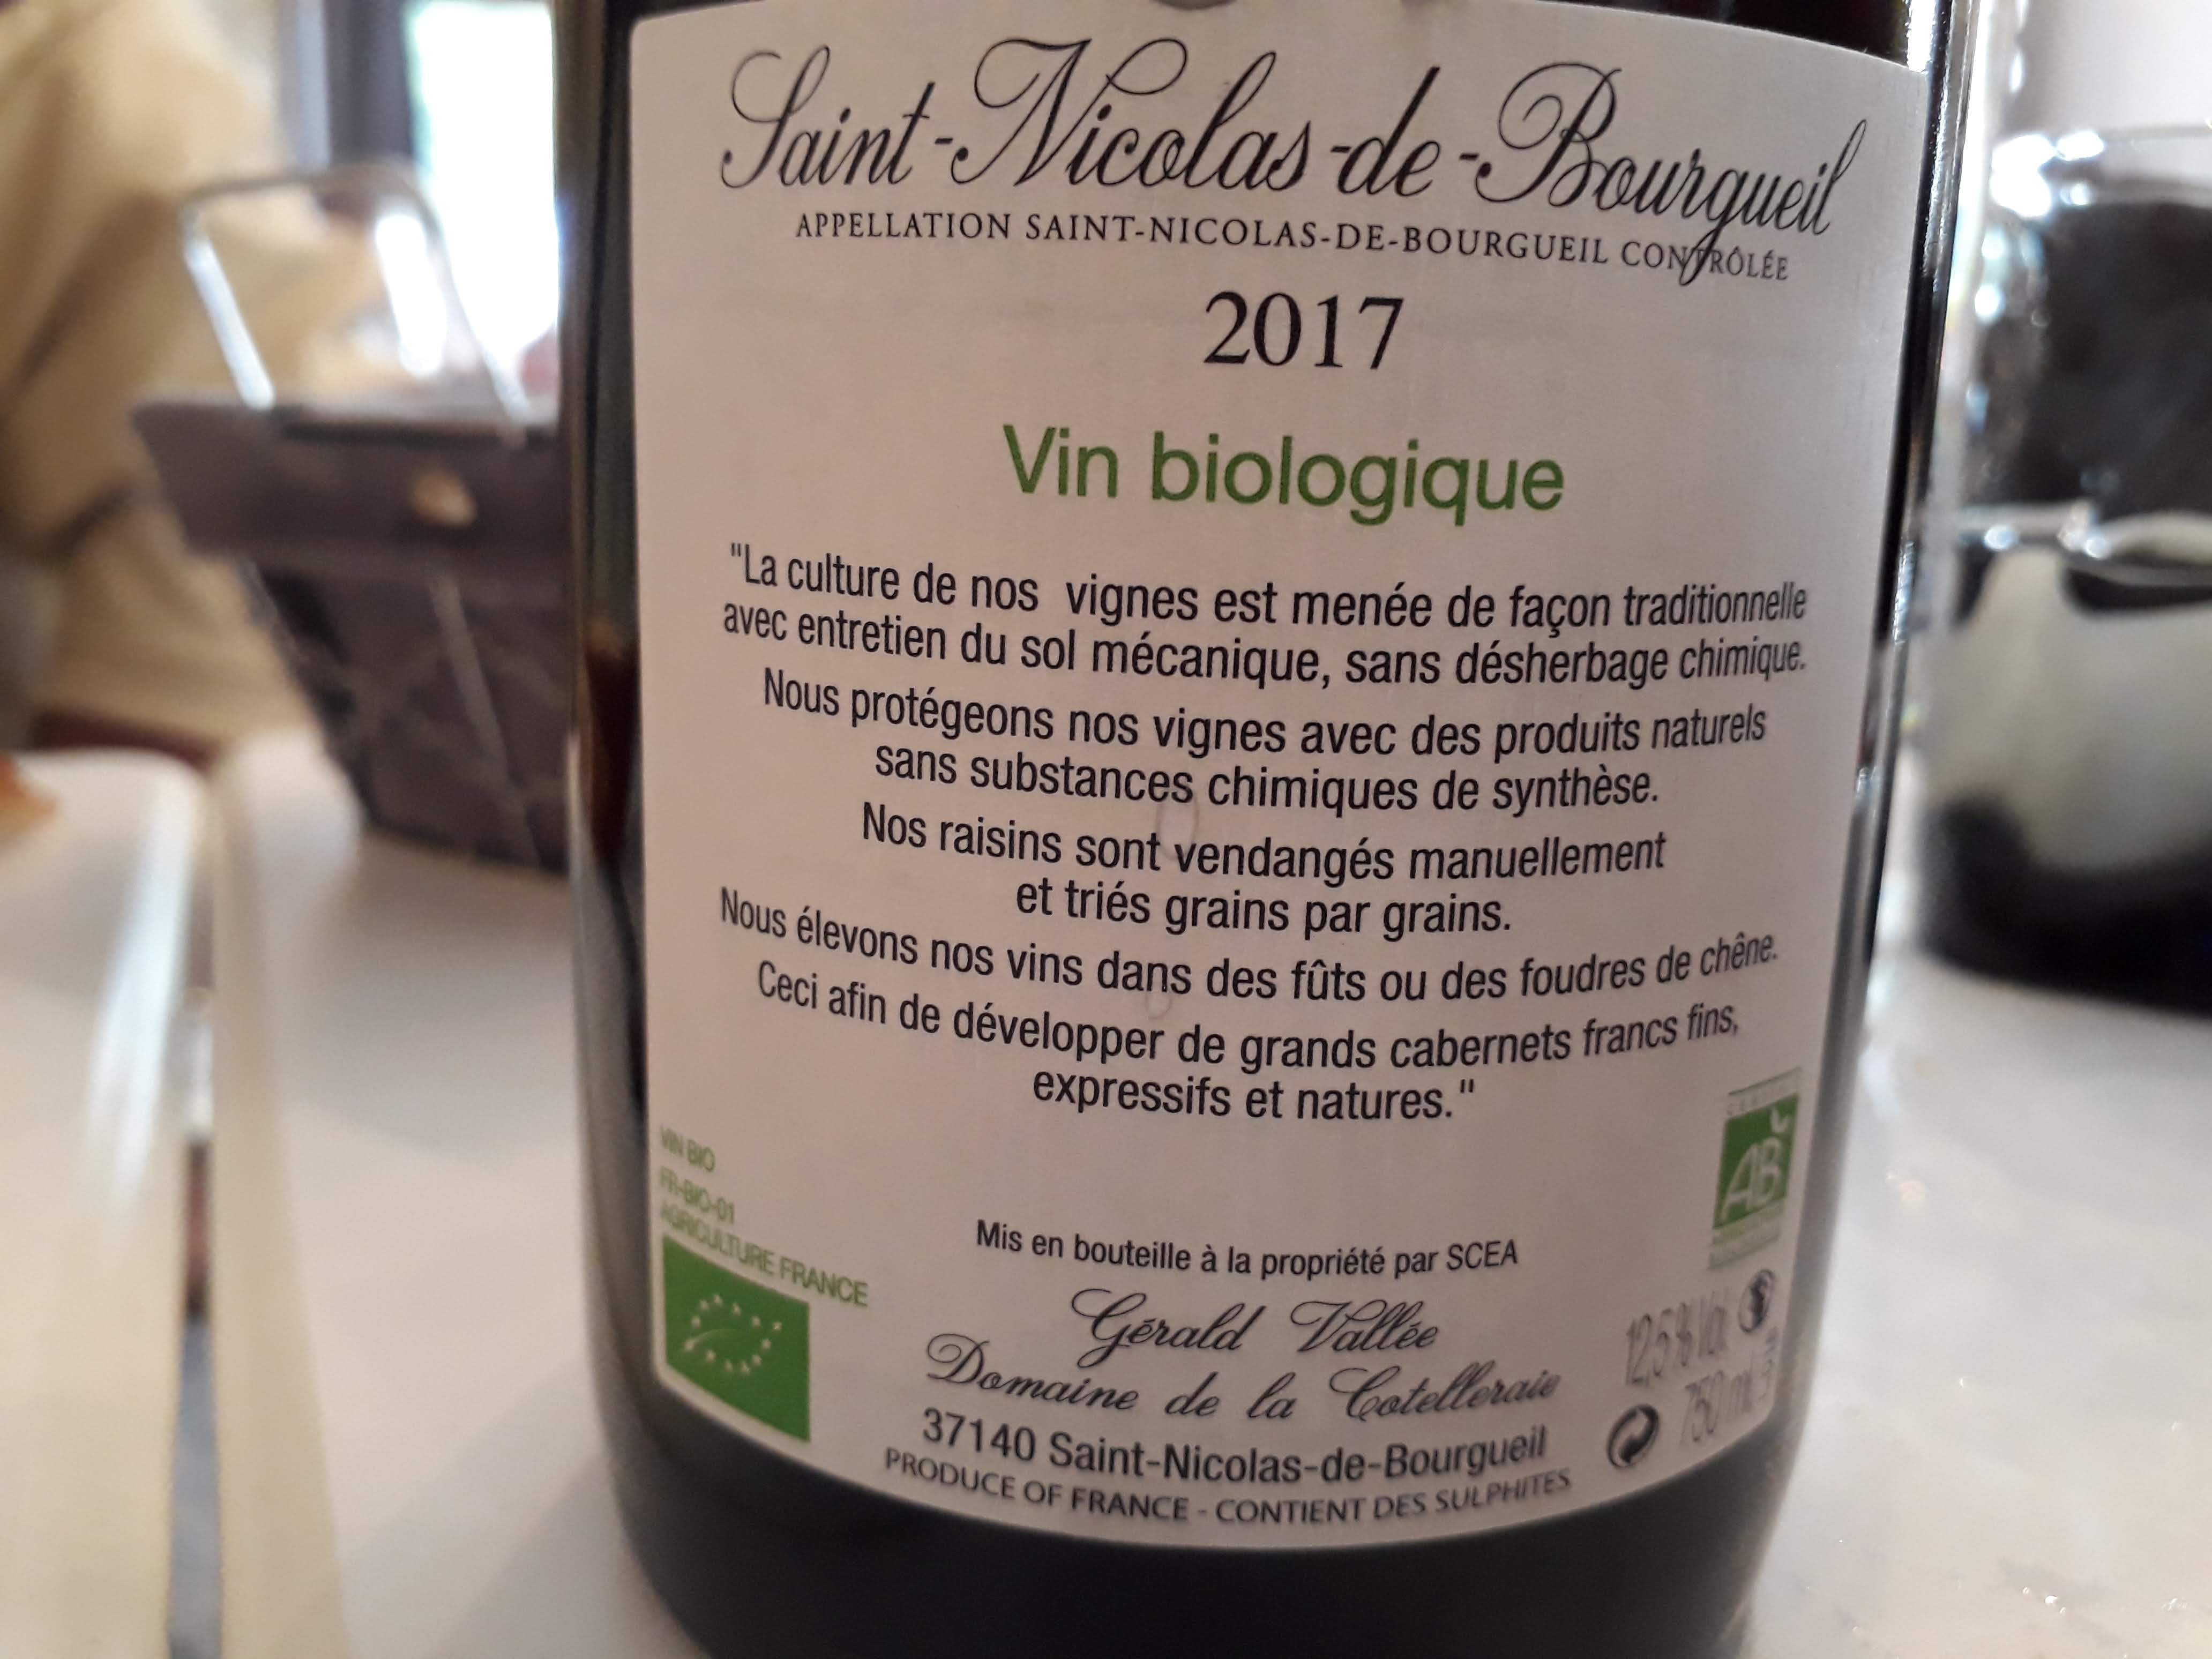 Saint-Nicolas-de-Bourgueil
APPELLATION SAINT-NICOLAS-DE-BOURGUEIL CONTRÔLÉE
2017
Vin biologique
"La culture de nos vignes est menée de façon traditionnelle
avec entretien du sol mécanique, sans désherbage chimique.
Nous protégeons nos vignes avec des produits naturels
sans substances chimiques de synthèse.
Nos raisins sont vendangés manuellement
et triés grains par grains.
Nous élevons nos vins dans des fûts ou des foudres de chêne.
Ceci afin de développer de grands cabernets francs fins,
expressifs et natures."
VIN BIO
FR-BIO-01
AGRICULTURE FRANCE
AB
Mis en bouteille à la propriété par SCEA
Gérald Vallée
Domaine de la Cotelleraie
37140 Saint-Nicolas-de-Bourgueil
PRODUCE OF FRANCE - CONTIENT DES SULPHITES
12,5 % Vol
750 ml